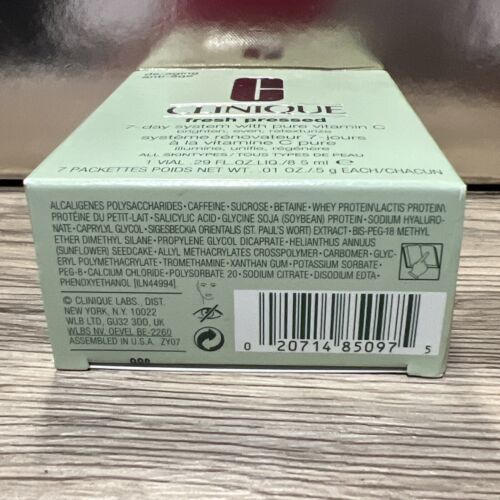 de-aging
anti-âge
C
CLINIQUE
fresh pressed
7-day system with pure vitamin C
brighten, even, retexturize
système rénovateur 7-jours
à la vitamine C pure
illumine, unifie, régénère
ALL SKINTYPES / TOUS TYPES DE PEAU
1 VIAL .29 FL.OZ.LIQ/8.5 ml ℮
7 PACKETTES POIDS NET WT. .01 OZ/.5 g EACH/CHACUN
ALCALIGENES POLYSACCHARIDES • CAFFEINE • SUCROSE • BETAINE • WHEY PROTEIN\LACTIS PROTEIN\
PROTÉINE DU PETIT-LAIT • SALICYLIC ACID • GLYCINE SOJA (SOYBEAN) PROTEIN • SODIUM HYALURO-
NATE • CAPRYLYL GLYCOL • SIGESBECKIA ORIENTALIS (ST. PAUL'S WORT) EXTRACT • BIS-PEG-18 METHYL
ETHER DIMETHYL SILANE • PROPYLENE GLYCOL DICAPRATE • HELIANTHUS ANNUUS
(SUNFLOWER) SEEDCAKE • ALLYL METHACRYLATES CROSSPOLYMER • CARBOMER • GLYC-
ERYL POLYMETHACRYLATE • TROMETHAMINE • XANTHAN GUM • POTASSIUM SORBATE •
PEG-8 • CALCIUM CHLORIDE • POLYSORBATE 20 • SODIUM CITRATE • DISODIUM EDTA •
PHENOXYETHANOL [ILN44994]
© CLINIQUE LABS., DIST.
NEW YORK, N.Y. 10022
WLB LTD, GU32 3DD, UK
WLBS NV. OEVEL BE-2260
ASSEMBLED IN U.S.A. ZY07
0 20714 85097 5